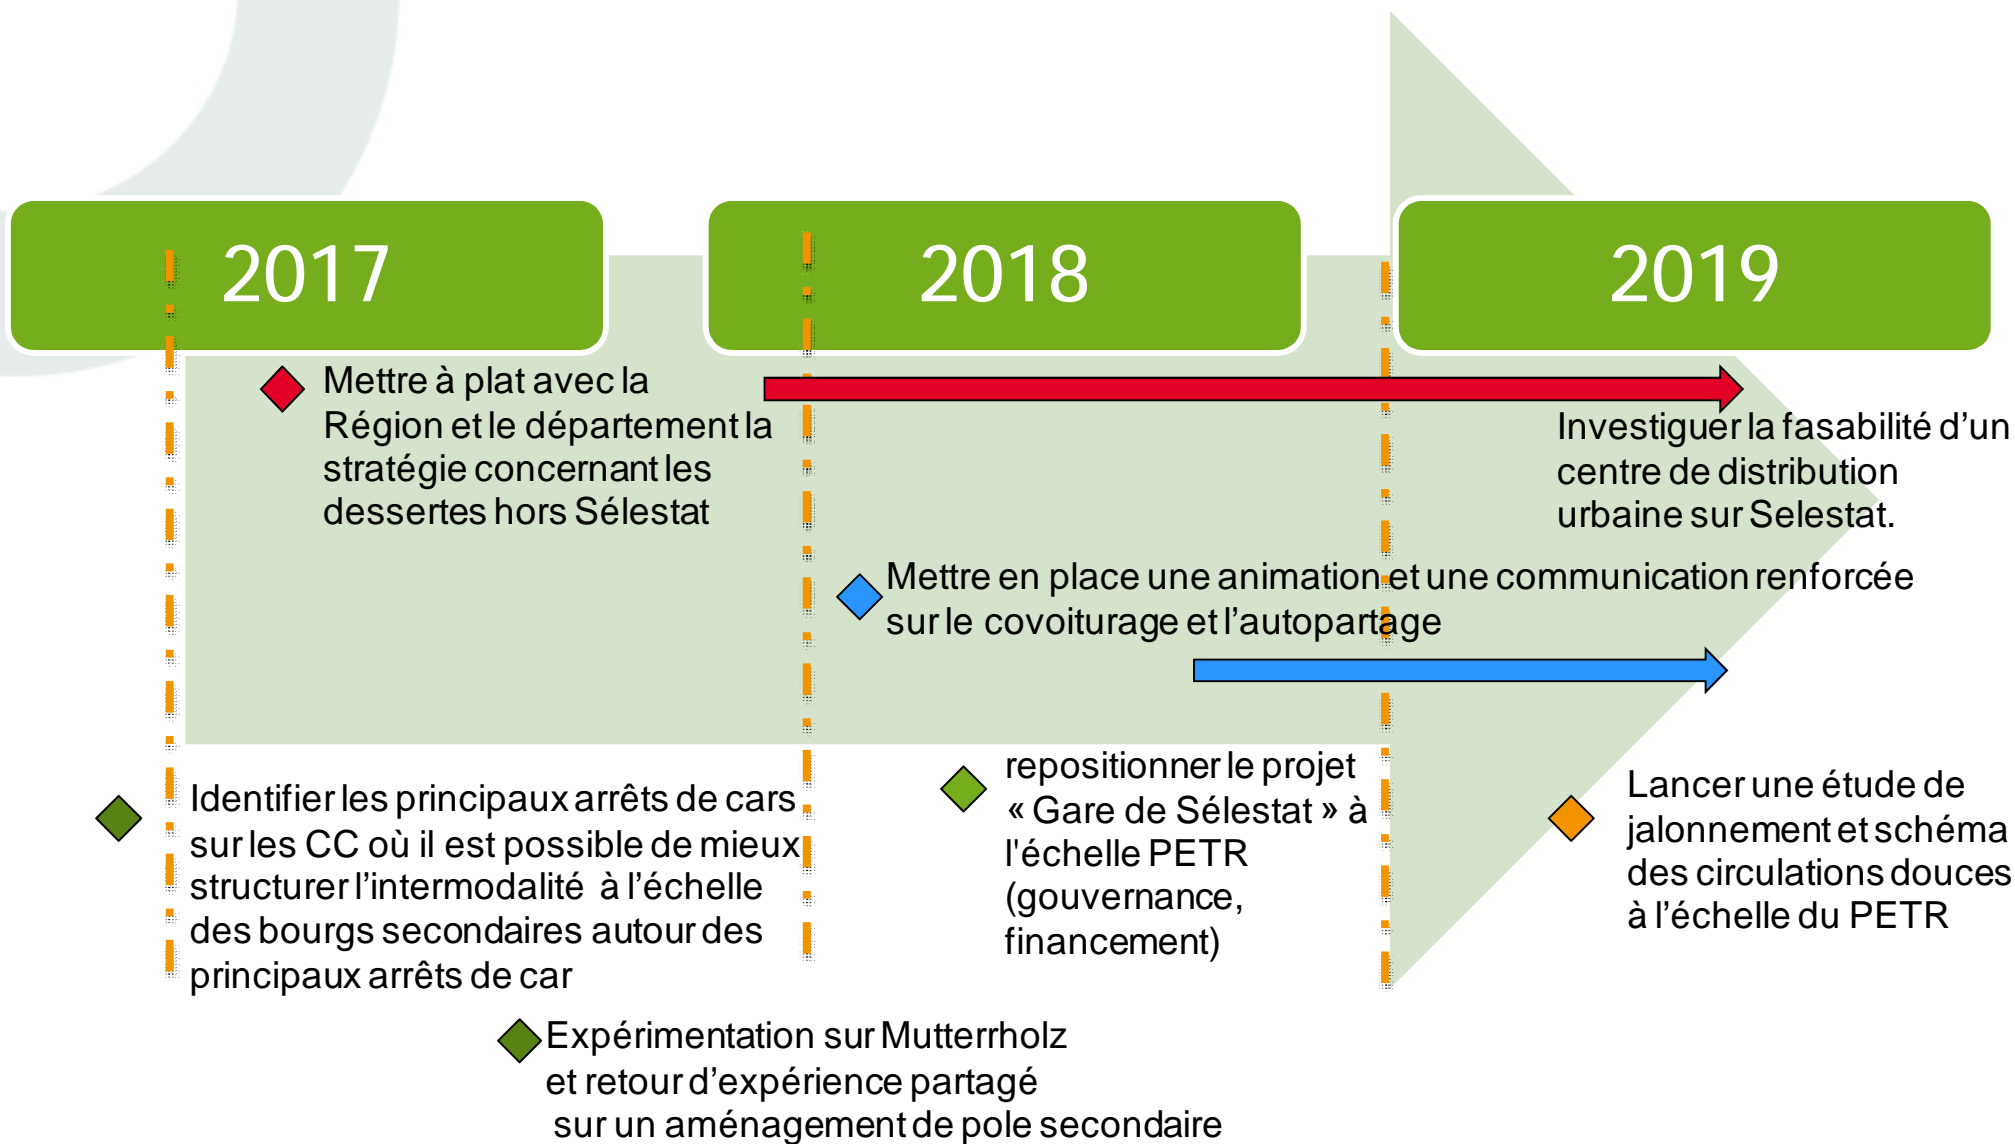 2017
2018
2019
Mettre à plat avec la
Région et le département la
stratégie concernant les
dessertes hors Sélestat
Investiguer la fasabilité d’un
centre de distribution
urbaine sur Selestat.
Mettre en place une animation et une communication renforcée
sur le covoiturage et l’autopartage
Identifier les principaux arrêts de cars
sur les CC où il est possible de mieux
structurer l’intermodalité à l’échelle
des bourgs secondaires autour des
principaux arrêts de car
repositionner le projet
« Gare de Sélestat » à
l'échelle PETR
(gouvernance,
financement)
Lancer une étude de
jalonnement et schéma
des circulations douces
à l’échelle du PETR
Expérimentation sur Mutterrholz
et retour d’expérience partagé
sur un aménagement de pole secondaire